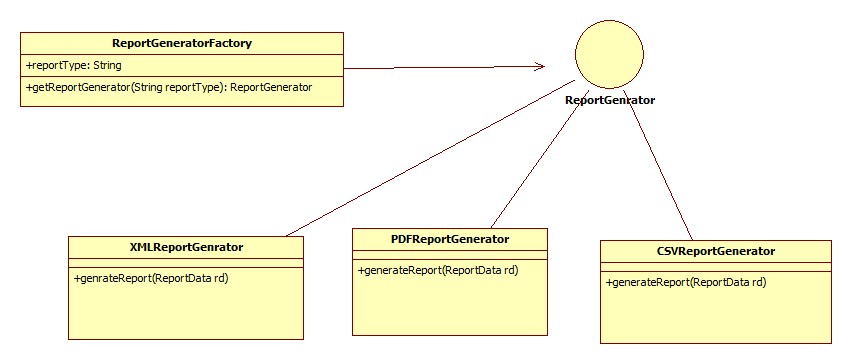 ReportGeneratorFactory
+reportType: String
+getReportGenerator(String reportType): ReportGenerator
ReportGenrator
XMLReportGenrator
+genrateReport(ReportData rd)
PDFReportGenerator
+generateReport(ReportData rd)
CSVReportGenerator
+generateReport(ReportData rd)